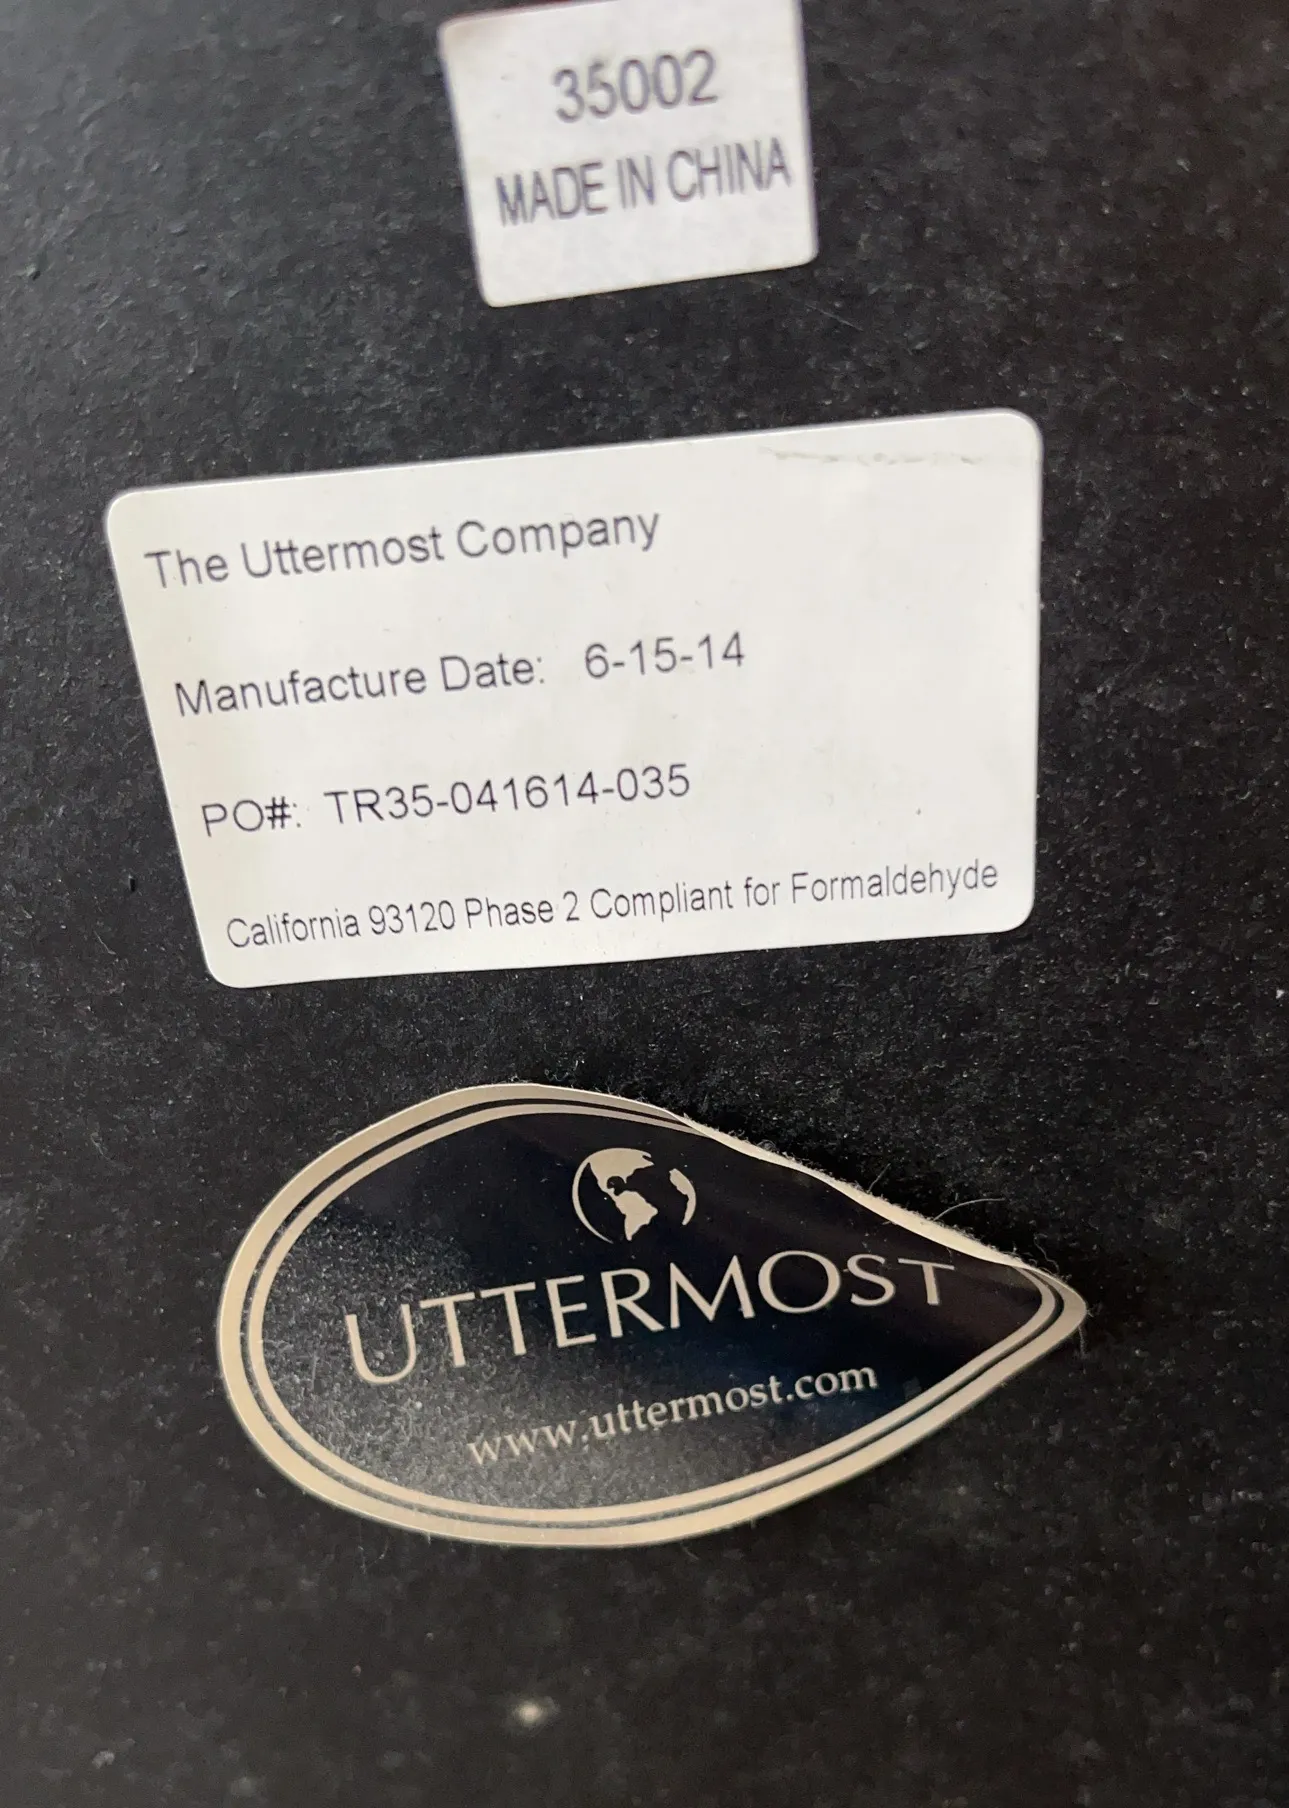 35002
MADE IN CHINA
The Uttermost Company
Manufacture Date: 6-15-14
PO#: TR35-041614-035
California 93120 Phase 2 Compliant for Formaldehyde
UTTERMOST
www.uttermost.com